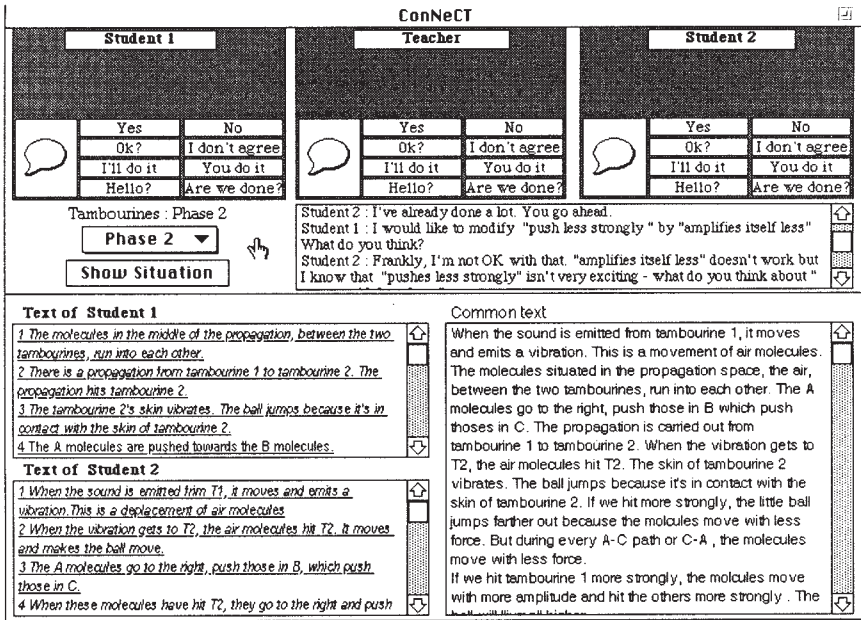 ConNeCT
Student 1
Teacher
Student 2
Yes No
Ok? I don't agree
I'll do it You do it
Hello? Are we done?
Yes No
Ok? I don't agree
I'll do it You do it
Hello? Are we done?
Yes No
Ok? I don't agree
I'll do it You do it
Hello? Are we done?
Tambourines : Phase 2
Phase 2
Show Situation
Student 2 : I've already done a lot. You go ahead.
Student 1 : I would like to modify "push less strongly " by "amplifies itself less"
What do you think?
Student 2 : Frankly, I'm not OK with that. "amplifies itself less" doesn't work but
I know that "pushes less strongly" isn't very exciting - what do you think about "
Text of Student 1
1 The molecules in the middle of the propagation, between the two
tambourines, run into each other.
2 There is a propagation from tambourine 1 to tambourine 2. The
propagation hits tambourine 2.
3 The tambourine 2's skin vibrates. The ball jumps because it's in
contact with the skin of tambourine 2.
4 The A molecules are pushed towards the B molecules.
Text of Student 2
1 When the sound is emitted frim T1, it moves and emits a
vibration.This is a deplacement of air molecules
2 When the vibration gets to T2, the air molecules hit T2. It moves
and makes the ball move.
3 The A molecules go to the right, push those in B, which push
those in C.
4 When these molecules have hit T2, they go to the right and push
Common text
When the sound is emitted from tambourine 1, it moves
and emits a vibration. This is a movement of air molecules.
The molecules situated in the propagation space, the air,
between the two tambourines, run into each other. The A
molecules go to the right, push those in B which push
thoses in C. The propagation is carried out from
tambourine 1 to tambourine 2. When the vibration gets to
T2, the air molecules hit T2. The skin of tambourine 2
vibrates. The ball jumps because it's in contact with the
skin of tambourine 2. If we hit more strongly, the little ball
jumps farther out because the molcules move with less
force. But during every A-C path or C-A , the molecules
move with less force.
If we hit tambourine 1 more strongly, the molcules move
with more amplitude and hit the others more strongly . The